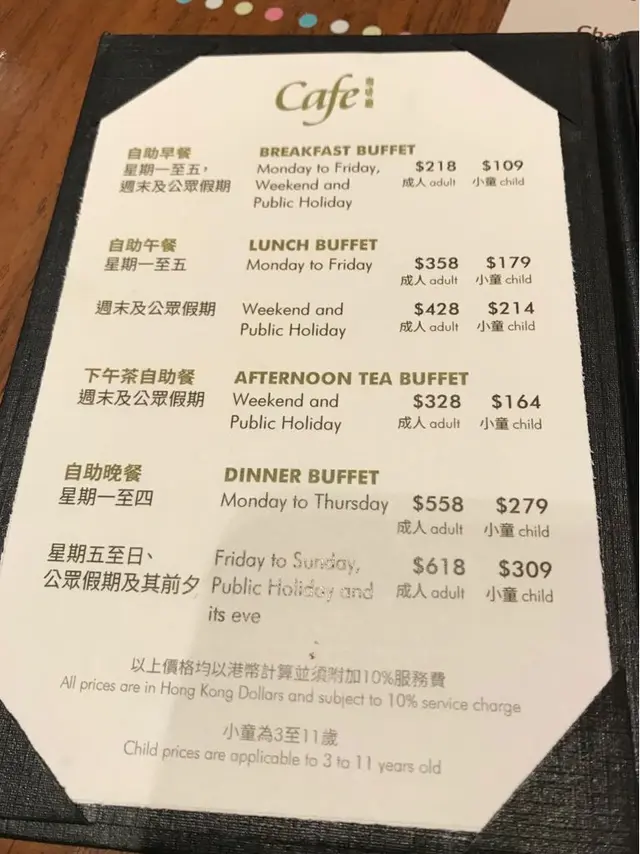 Che
Cafe 咖啡廳
自助早餐 BREAKFAST BUFFET
星期一至五， Monday to Friday, $218 $109
週末及公眾假期 Weekend and 成人 adult 小童 child
Public Holiday
自助午餐 LUNCH BUFFET
星期一至五 Monday to Friday $358 $179
成人 adult 小童 child
週末及公眾假期 Weekend and $428 $214
Public Holiday 成人 adult 小童 child
下午茶自助餐 AFTERNOON TEA BUFFET
週末及公眾假期 Weekend and $328 $164
Public Holiday 成人 adult 小童 child
自助晚餐 DINNER BUFFET
星期一至四 Monday to Thursday $558 $279
成人 adult 小童 child
星期五至日、 Friday to Sunday, $618 $309
公眾假期及其前夕 Public Holiday and 成人 adult 小童 child
its eve
以上價格均以港幣計算並須附加10%服務費
All prices are in Hong Kong Dollars and subject to 10% service charge
小童為3至11歲
Child prices are applicable to 3 to 11 years old